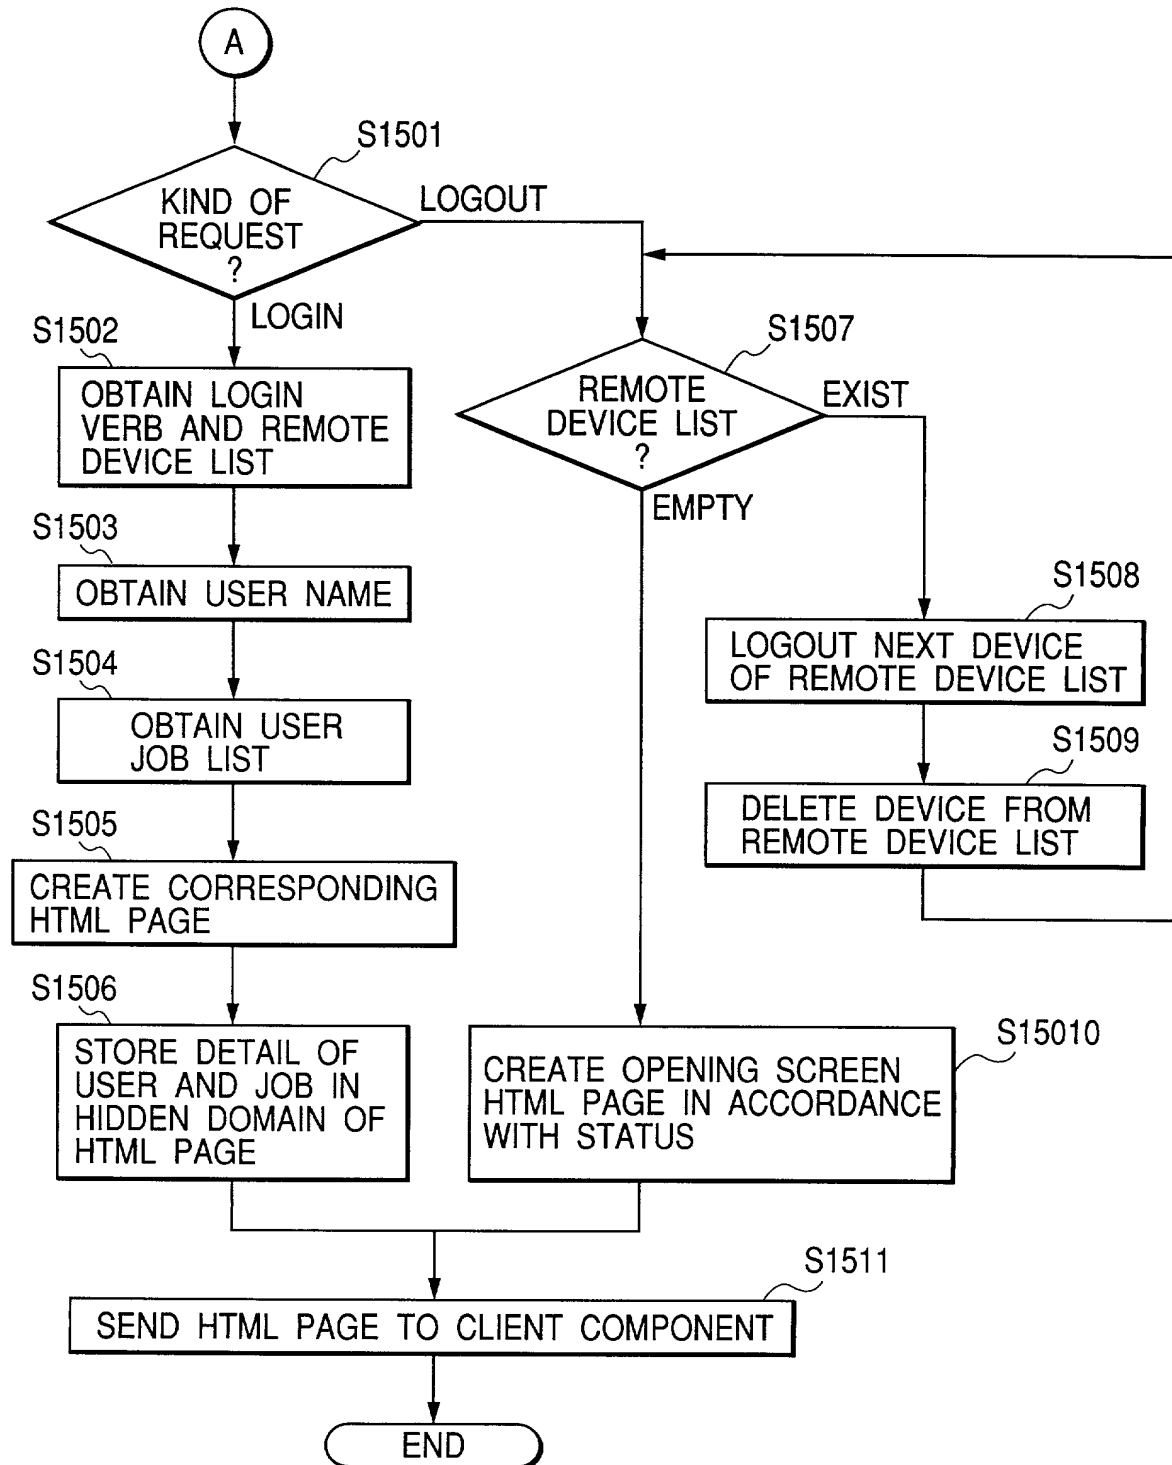 A
S1501
KIND OF
REQUEST
?
LOGOUT
LOGIN
S1502
OBTAIN LOGIN
VERB AND REMOTE
DEVICE LIST
S1503
OBTAIN USER NAME
S1504
OBTAIN USER
JOB LIST
S1505
CREATE CORRESPONDING
HTML PAGE
S1506
STORE DETAIL OF
USER AND JOB IN
HIDDEN DOMAIN OF
HTML PAGE
S1507
REMOTE
DEVICE LIST
?
EXIST
EMPTY
S1508
LOGOUT NEXT DEVICE
OF REMOTE DEVICE LIST
S1509
DELETE DEVICE FROM
REMOTE DEVICE LIST
S15010
CREATE OPENING SCREEN
HTML PAGE IN ACCORDANCE
WITH STATUS
S1511
SEND HTML PAGE TO CLIENT COMPONENT
END